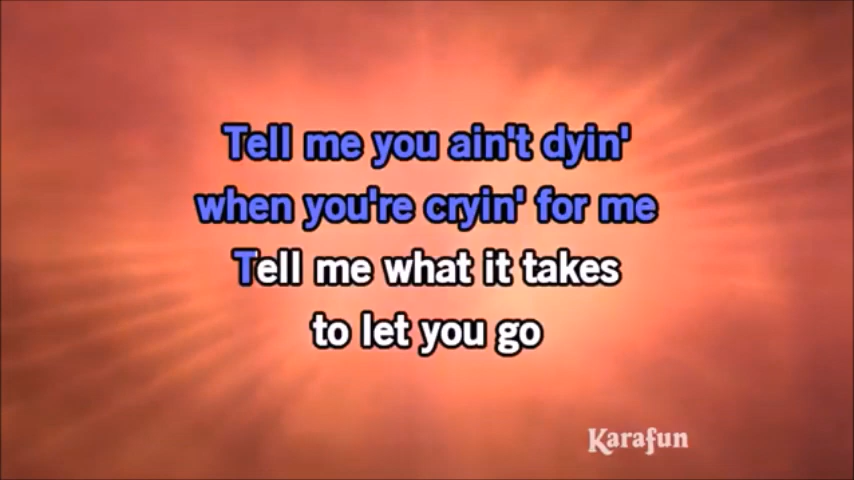 Tell me you ain't dyin'
when you're cryin' for me
Tell me what it takes
to let you go
Karafun